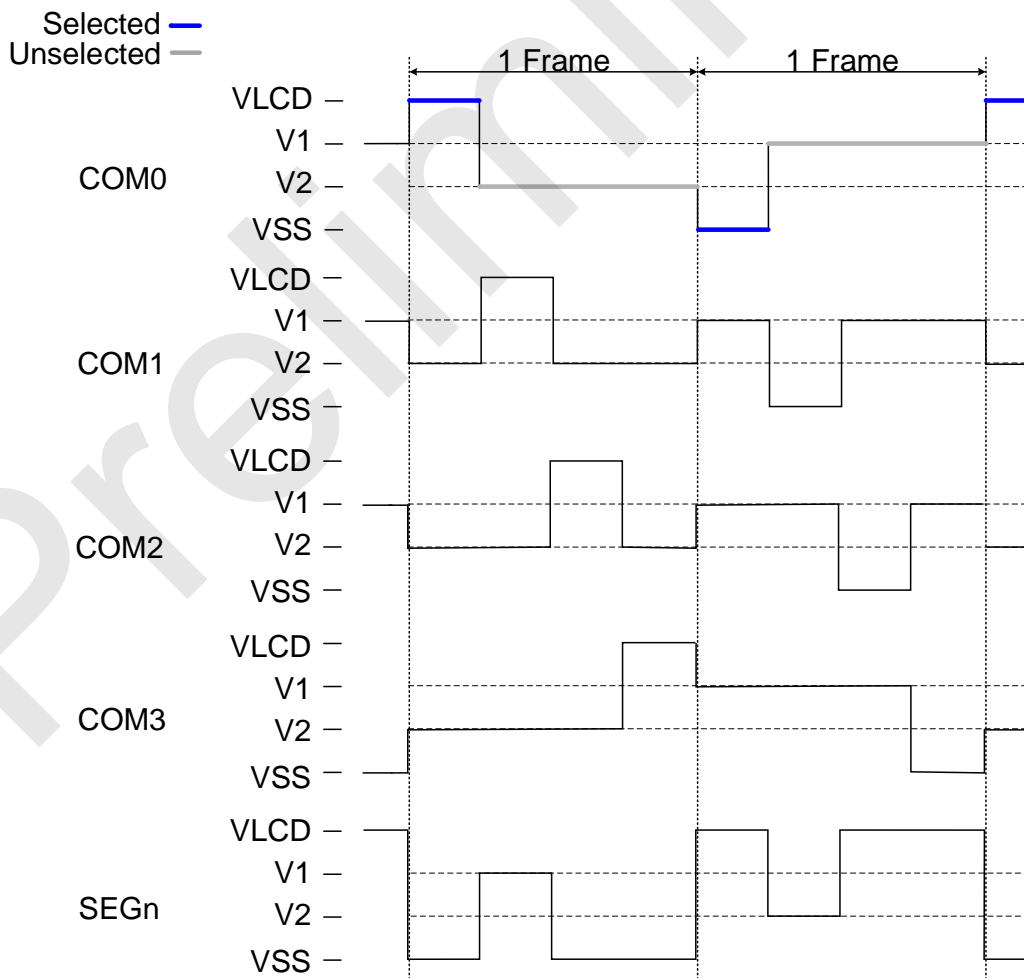 Selected
Unselected
1 Frame 1 Frame
VLCD
V1
COM0
V2
VSS
VLCD
V1
COM1
V2
VSS
VLCD
V1
COM2
V2
VSS
VLCD
V1
COM3
V2
VSS
VLCD
V1
SEGn
V2
VSS
Prelimi